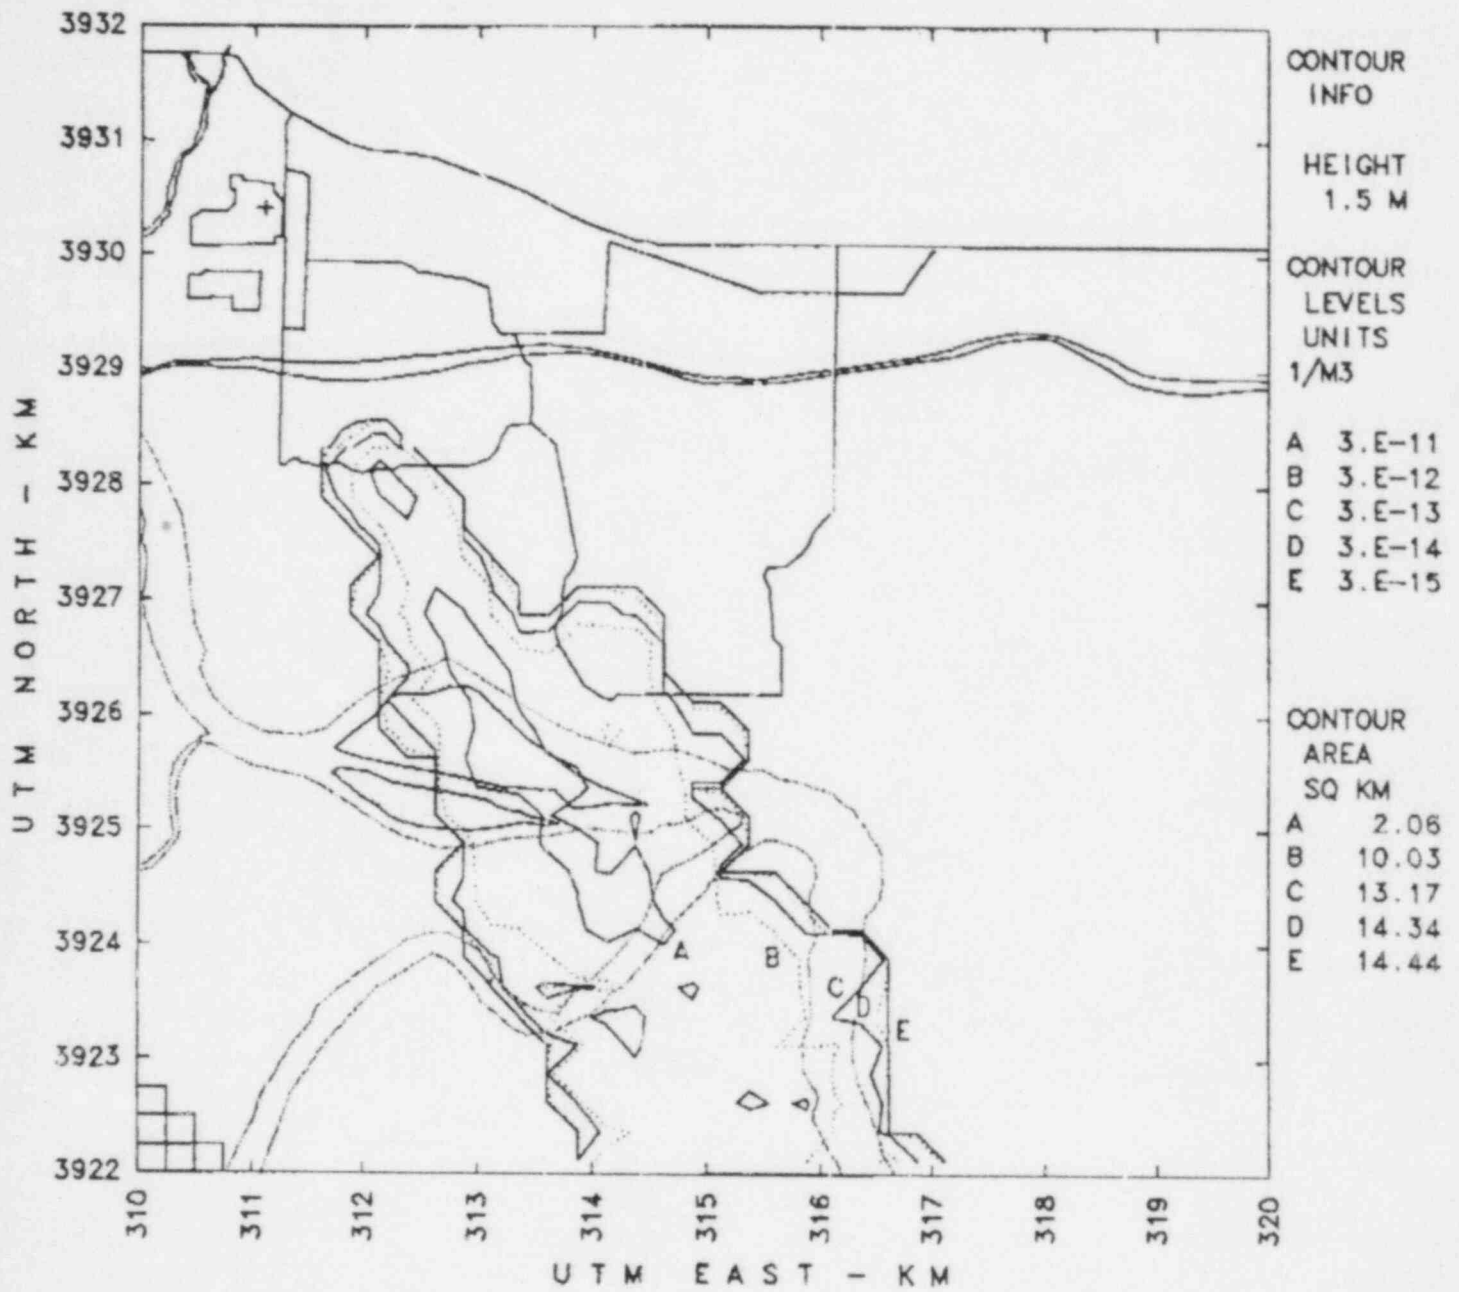 3932
3931
3930
3929
3928
3927
3926
3925
3924
3923
3922
UTM NORTH - KM
310
311
312
313
314
315
316
317
318
319
320
UTM EAST - KM
A
B
C
D
E
CONTOUR
INFO
HEIGHT
1.5 M
CONTOUR
LEVELS
UNITS
1/M3
A 3.E-11
B 3.E-12
C 3.E-13
D 3.E-14
E 3.E-15
CONTOUR
AREA
SQ KM
A 2.06
B 10.03
C 13.17
D 14.34
E 14.44